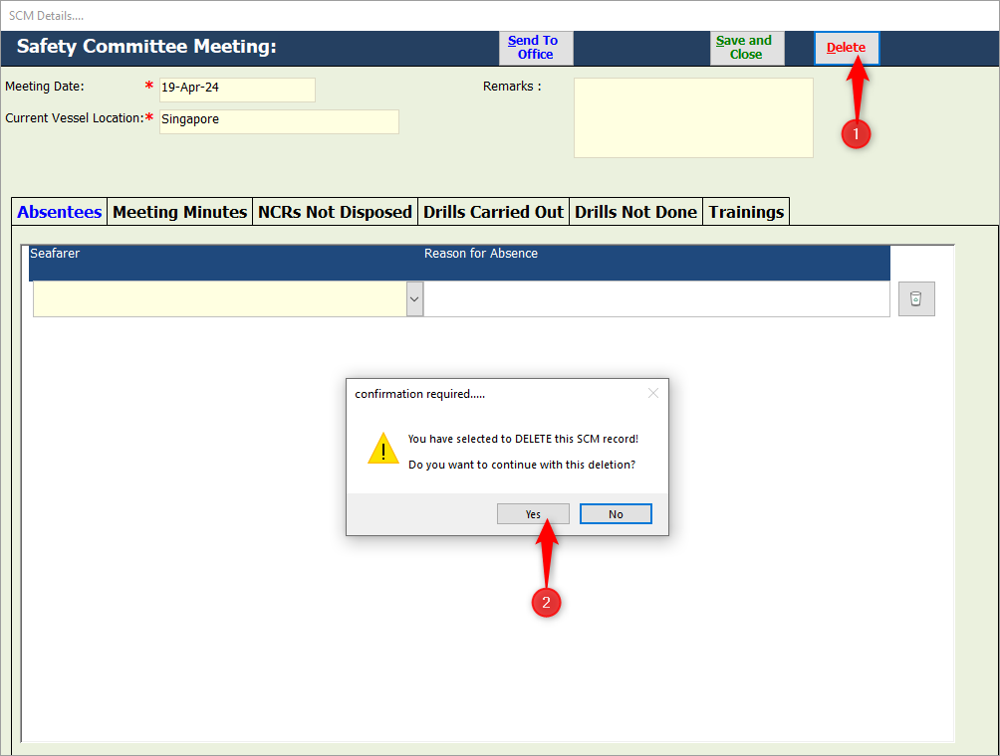 SCM Details....
Safety Committee Meeting:
Send To
Office
Save and
Close
Delete
Meeting Date:
* 19-Apr-24
Remarks :
1
Current Vessel Location:* Singapore
Absentees Meeting Minutes NCRs Not Disposed Drills Carried Out Drills Not Done Trainings
Seafarer Reason for Absence
confirmation required.....
You have selected to DELETE this SCM record!
Do you want to continue with this deletion?
Yes No
2